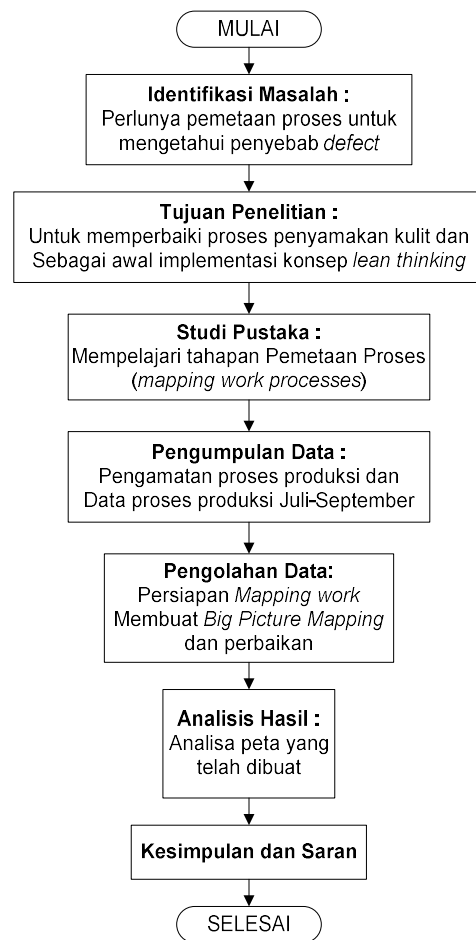 MULAI
Identifikasi Masalah :
Perlunya pemetaan proses untuk
mengetahui penyebab defect
Tujuan Penelitian :
Untuk memperbaiki proses penyamakan kulit dan
Sebagai awal implementasi konsep lean thinking
Studi Pustaka :
Mempelajari tahapan Pemetaan Proses
(mapping work processes)
Pengumpulan Data :
Pengamatan proses produksi dan
Data proses produksi Juli-September
Pengolahan Data:
Persiapan Mapping work
Membuat Big Picture Mapping
dan perbaikan
Analisis Hasil :
Analisa peta yang
telah dibuat
Kesimpulan dan Saran
SELESAI